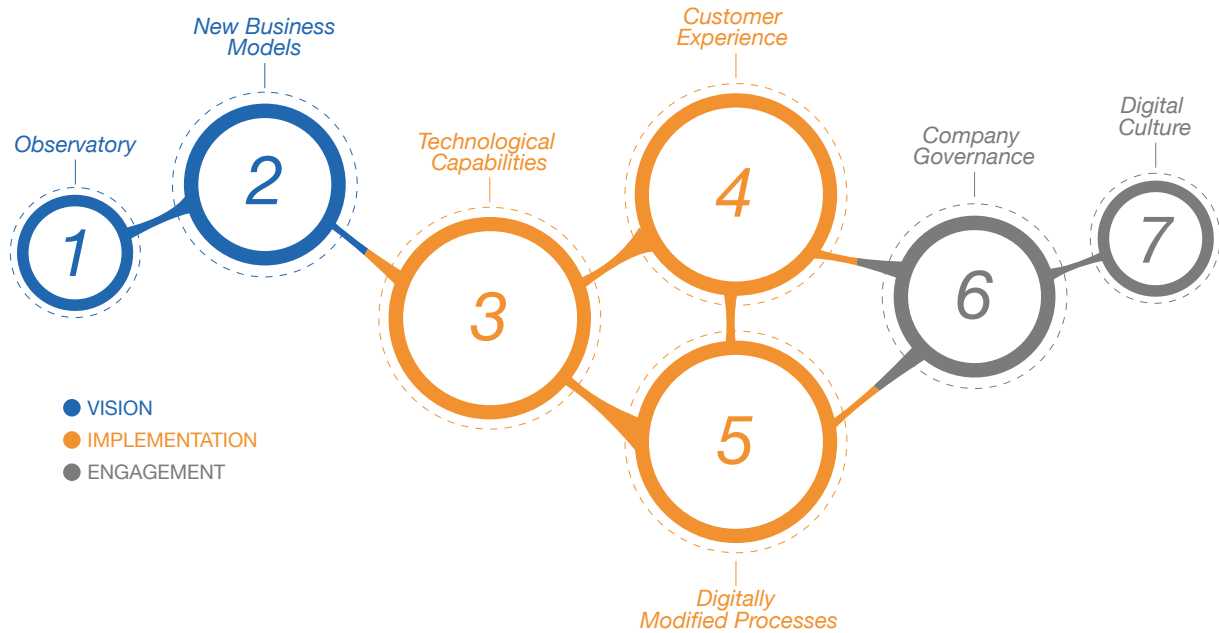 Observatory
1
New Business
Models
2
Technological
Capabilities
3
Customer
Experience
4
5
Digitally
Modified Processes
Company
Governance
6
Digital
Culture
7
VISION
IMPLEMENTATION
ENGAGEMENT